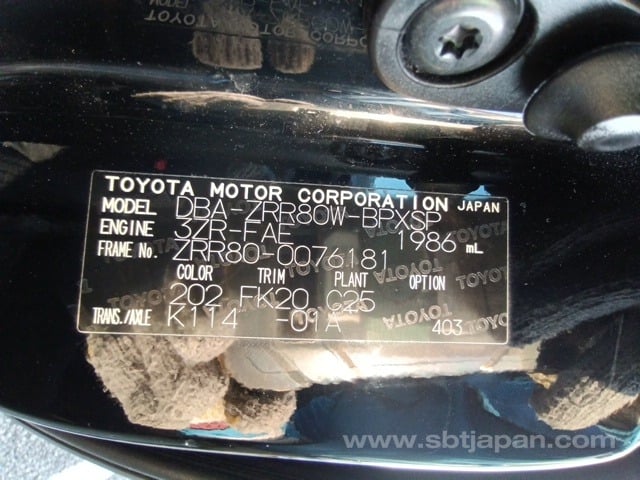 TOYOTA MOTOR CORPORATION JAPAN
MODEL DBA-ZRR80W-BPXSP
ENGINE 3ZR-FAE 1986 mL
FRAME No. ZRR80-0076181
COLOR TRIM PLANT OPTION
202 FK20 C25
TRANS./AXLE K114 -01A 403
www.sbtjapan.com